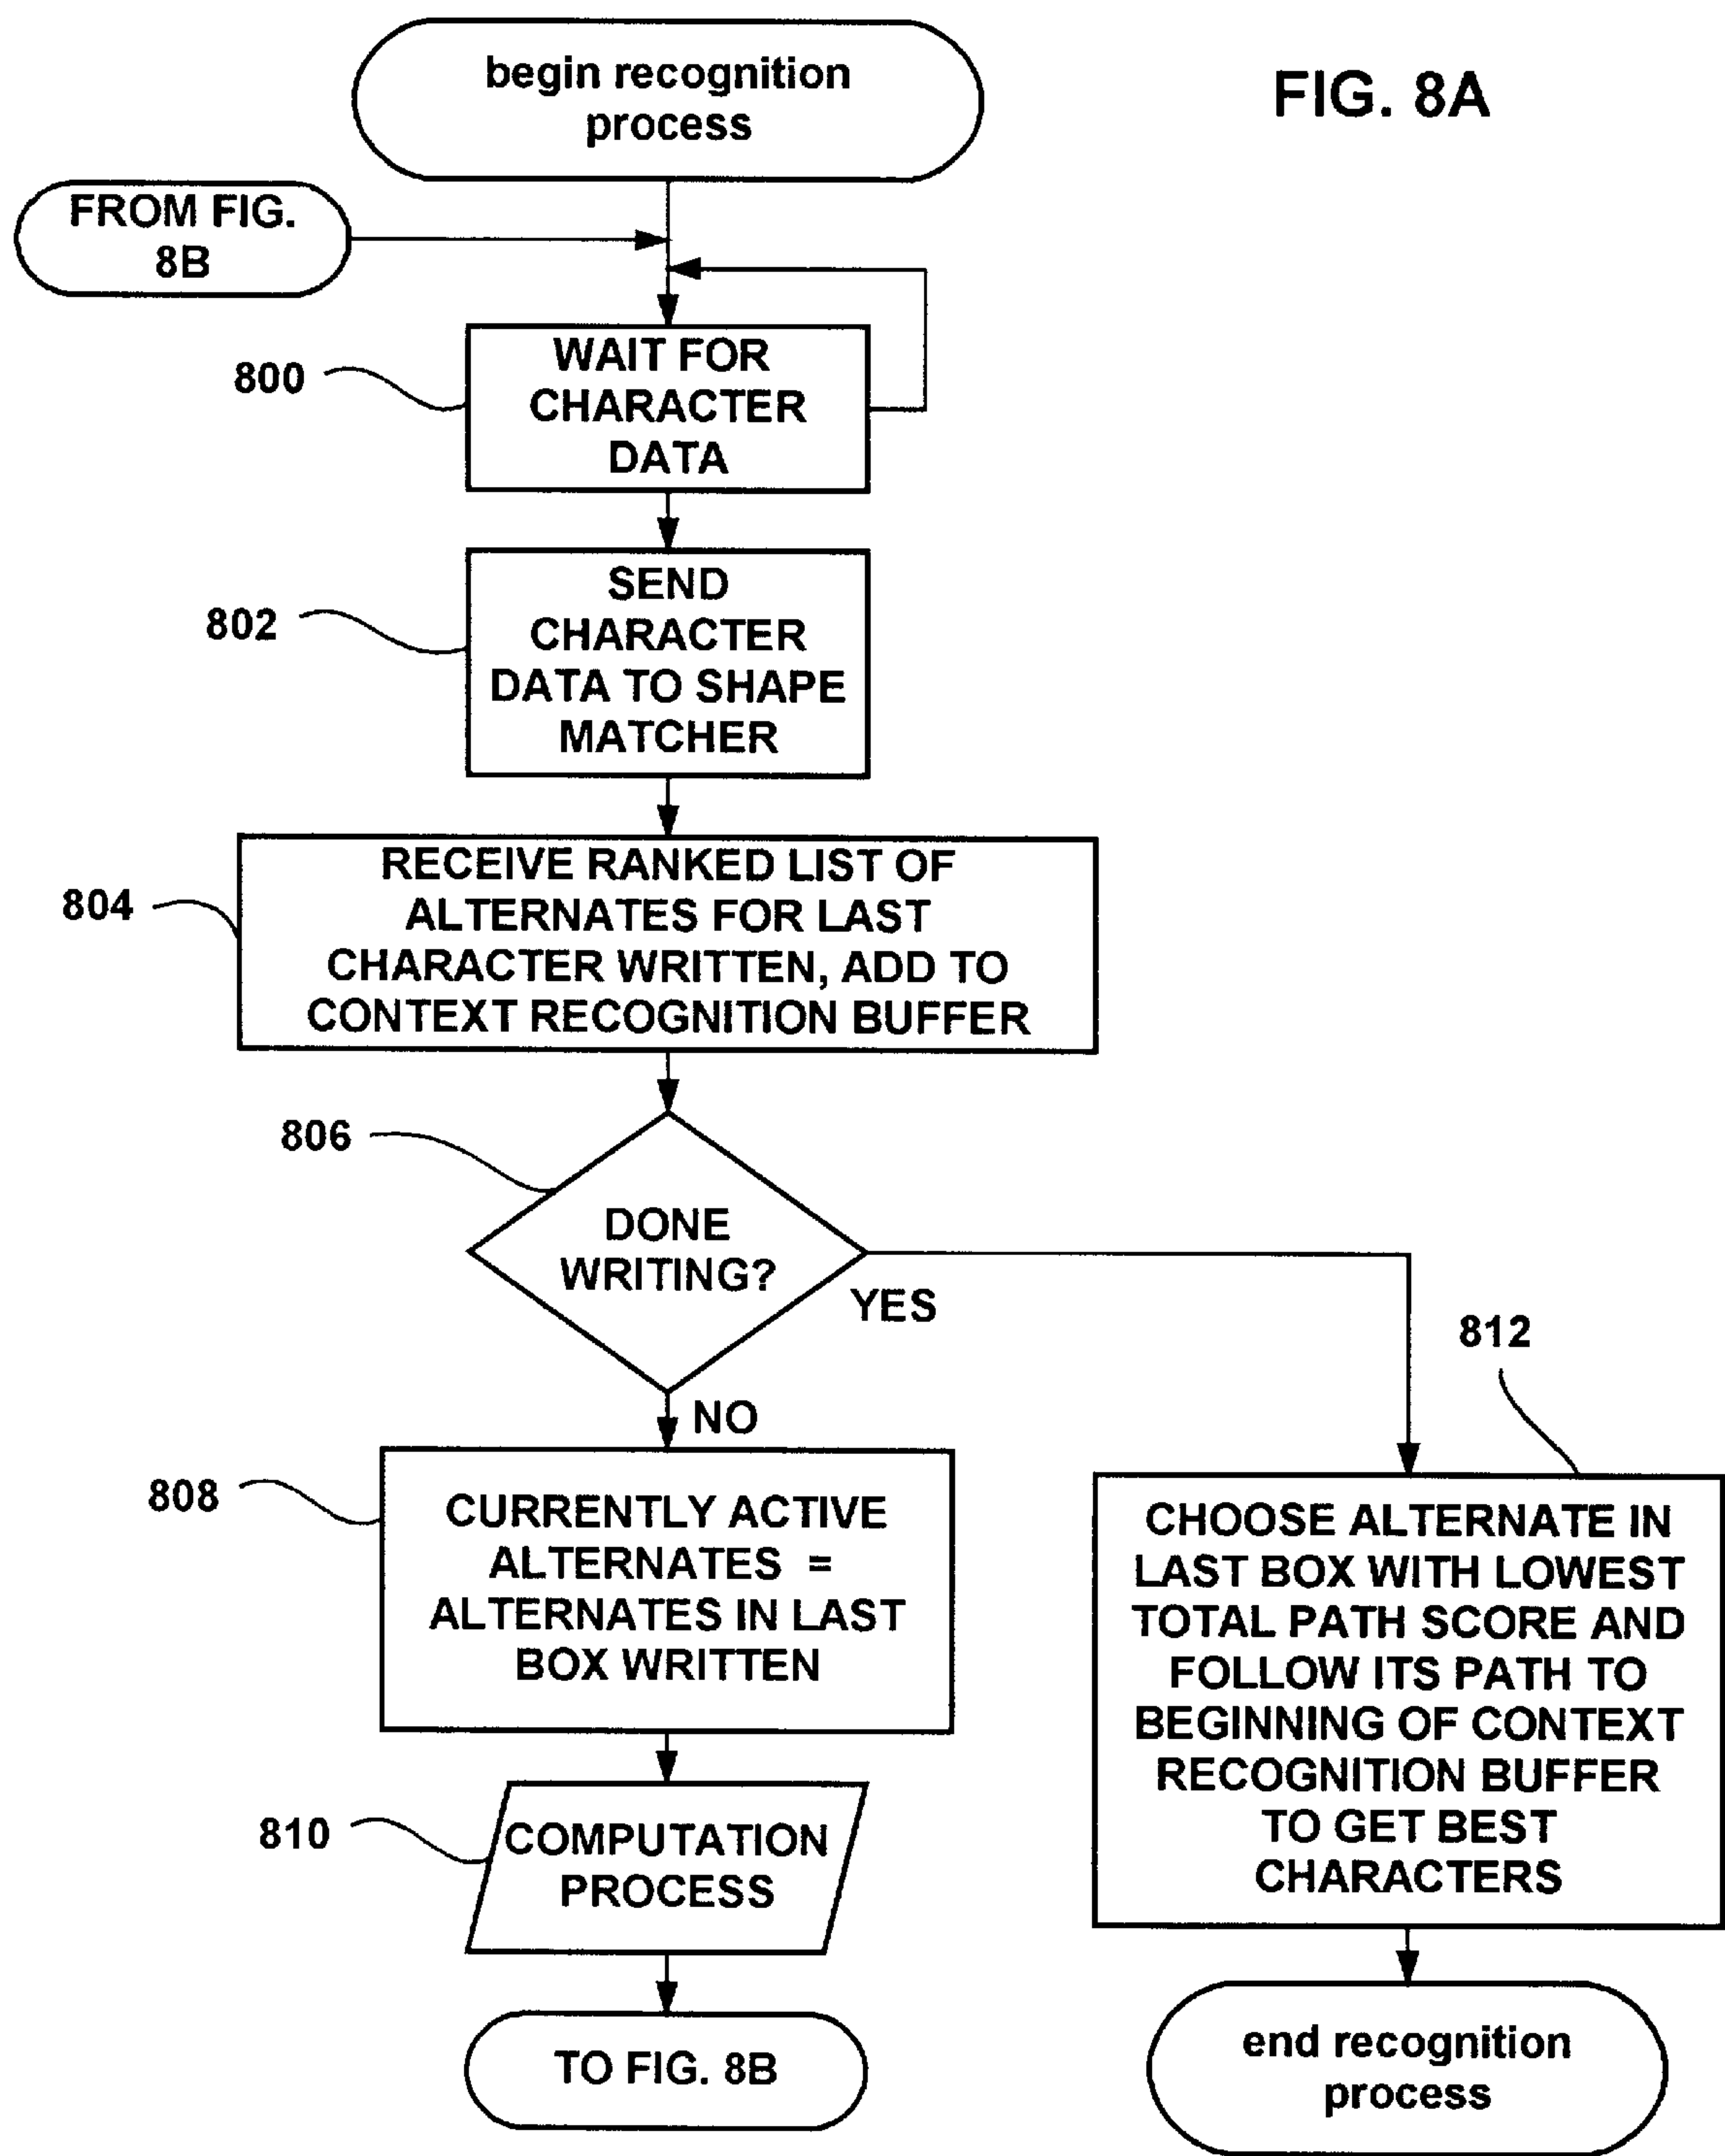 begin recognition
process
FIG. 8A
FROM FIG.
8B
WAIT FOR
CHARACTER
DATA
800
SEND
CHARACTER
DATA TO SHAPE
MATCHER
802
RECEIVE RANKED LIST OF
ALTERNATES FOR LAST
CHARACTER WRITTEN, ADD TO
CONTEXT RECOGNITION BUFFER
804
806
DONE
WRITING?
YES
NO
812
808
CURRENTLY ACTIVE
ALTERNATES =
ALTERNATES IN LAST
BOX WRITTEN
CHOOSE ALTERNATE IN
LAST BOX WITH LOWEST
TOTAL PATH SCORE AND
FOLLOW ITS PATH TO
BEGINNING OF CONTEXT
RECOGNITION BUFFER
TO GET BEST
CHARACTERS
810
COMPUTATION
PROCESS
TO FIG. 8B
end recognition
process